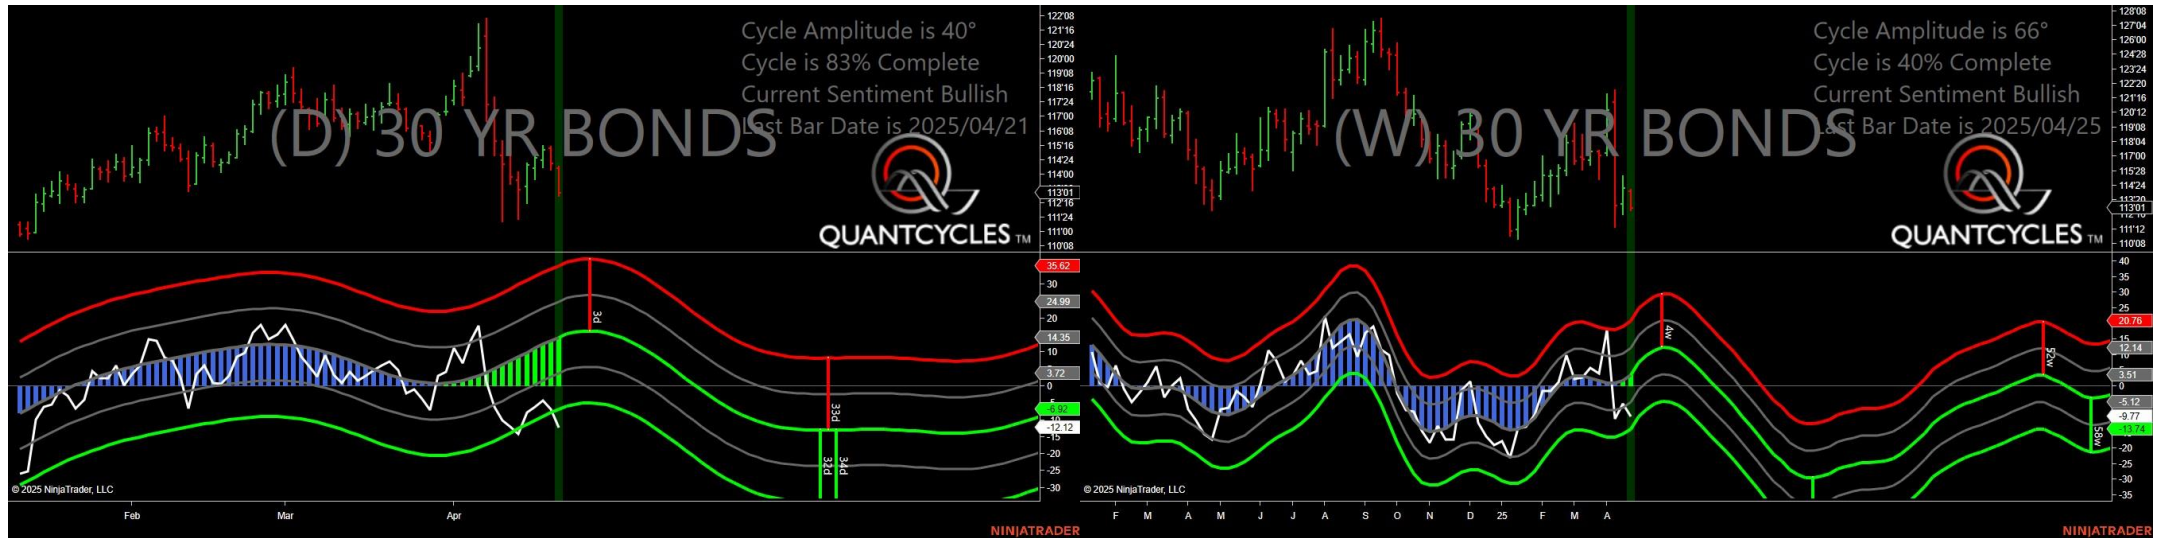 Cycle Amplitude is 40°
Cycle is 83% Complete
Current Sentiment Bullish
Last Bar Date is 2025/04/21
(D) 30 YR BONDS
QUANTCYCLES TM
122'08
121'16
120'24
120'00
119'08
118'16
117'24
117'00
116'08
115'16
114'24
114'00
113'01
112'16
111'24
111'00
110'08
35.62
30
24.99
20
14.35
10
3.72
0
-6.92
-12.12
-15
-20
-25
-30
3d
33d
32d
34d
© 2025 NinjaTrader, LLC
Feb
Mar
Apr
NINJATRADER
Cycle Amplitude is 66°
Cycle is 40% Complete
Current Sentiment Bullish
Last Bar Date is 2025/04/25
(W) 30 YR BONDS
QUANTCYCLES TM
128'08
127'04
126'00
124'28
123'24
122'20
121'16
120'12
119'08
118'04
117'00
115'28
114'24
113'01
111'12
110'08
40
35
30
25
20.76
15
12.14
3.51
0
-5.12
-9.77
-13.74
-20
-25
-30
-35
4w
52w
58w
© 2025 NinjaTrader, LLC
F
M
A
M
J
J
A
S
O
N
D
25
F
M
A
NINJATRADER